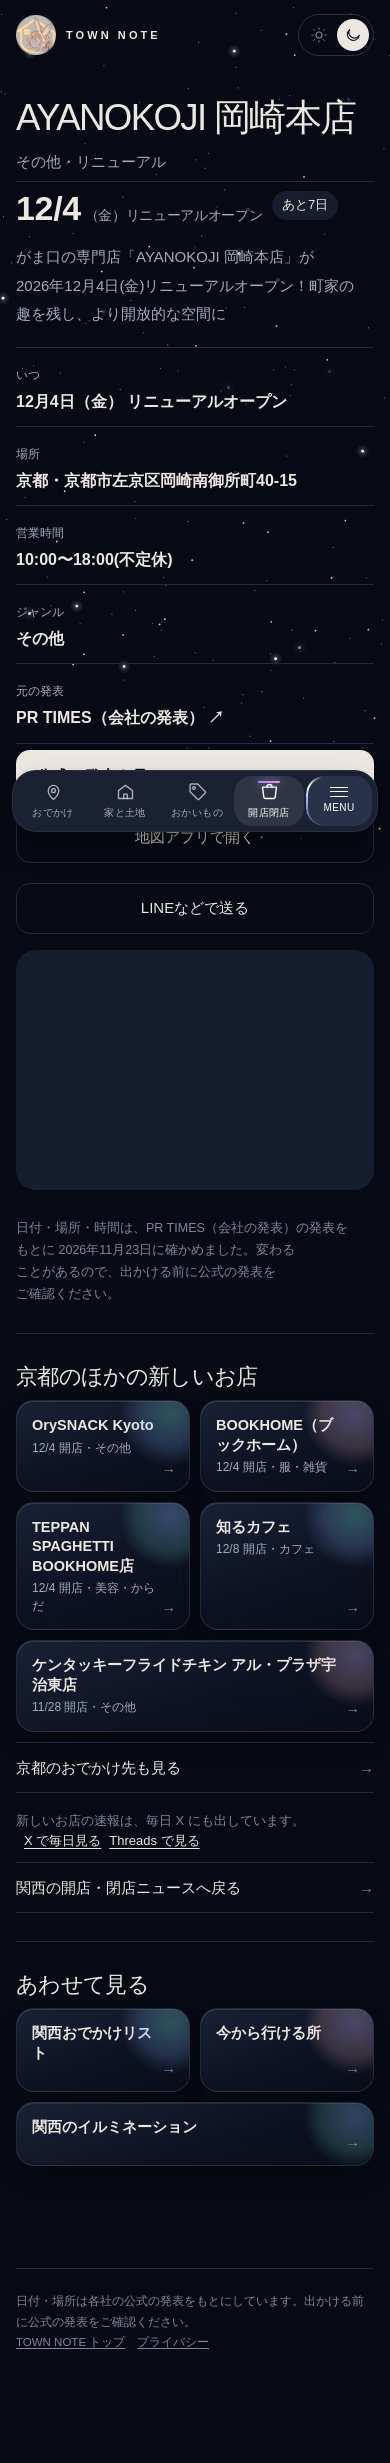 TOWN NOTE
AYANOKOJI 岡崎本店
その他・リニューアル
12/4（金）リニューアルオープン あと7日
がま口の専門店「AYANOKOJI 岡崎本店」が
2026年12月4日(金)リニューアルオープン！町家の
趣を残し、より開放的な空間に
いつ
12月4日（金） リニューアルオープン
場所
京都・京都市左京区岡崎南御所町40-15
営業時間
10:00〜18:00(不定休)
ジャンル
その他
元の発表
PR TIMES（会社の発表） ↗
おでかけ
家と土地
おかいもの
開店閉店
MENU
地図アプリで開く
LINEなどで送る
日付・場所・時間は、PR TIMES（会社の発表）の発表を
もとに 2026年11月23日に確かめました。変わる
ことがあるので、出かける前に公式の発表を
ご確認ください。
京都のほかの新しいお店
OrySNACK Kyoto
12/4 開店・その他
→
BOOKHOME（ブ
ックホーム）
12/4 開店・服・雑貨
→
TEPPAN
SPAGHETTI
BOOKHOME店
12/4 開店・美容・から
だ
→
知るカフェ
12/8 開店・カフェ
→
ケンタッキーフライドチキン アル・プラザ宇
治東店
11/28 開店・その他
→
京都のおでかけ先も見る →
新しいお店の速報は、毎日 X にも出しています。
X で毎日見る Threads で見る
関西の開店・閉店ニュースへ戻る →
あわせて見る
関西おでかけリス
ト
→
今から行ける所
→
関西のイルミネーション
→
日付・場所は各社の公式の発表をもとにしています。出かける前
に公式の発表をご確認ください。
TOWN NOTE トップ プライバシー